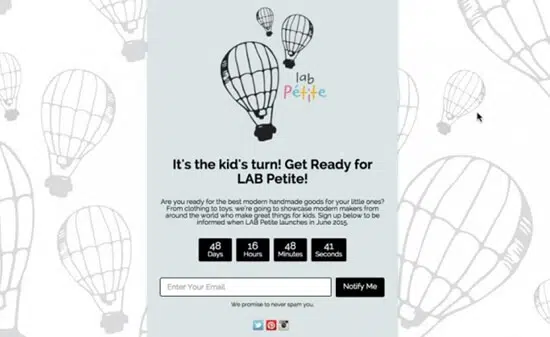 lab
Pétite
It's the kid's turn! Get Ready for
LAB Petite!
Are you ready for the best modern handmade goods for your little ones?
From clothing to toys, we're going to showcase modern makers from
around the world who make great things for kids. Sign up below to be
informed when LAB Petite launches in June 2015.
48 16 48 41
Days Hours Minutes Seconds
Enter Your Email Notify Me
We promise to never spam you.